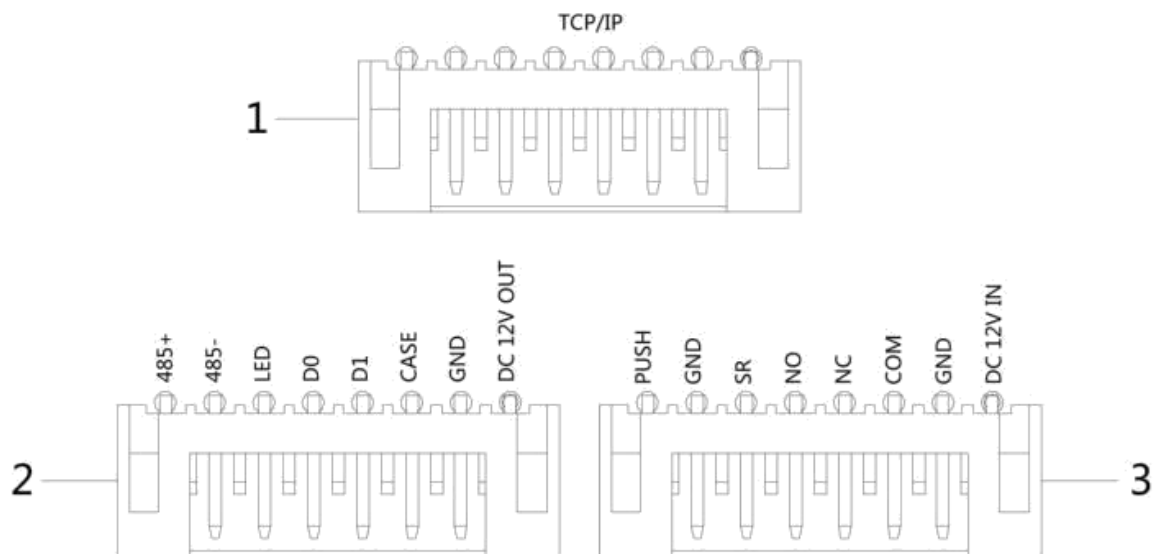 TCP/IP
1
485+
485-
LED
D0
D1
CASE
GND
DC 12V OUT
2
PUSH
GND
SR
NO
NC
COM
GND
DC 12V IN
3